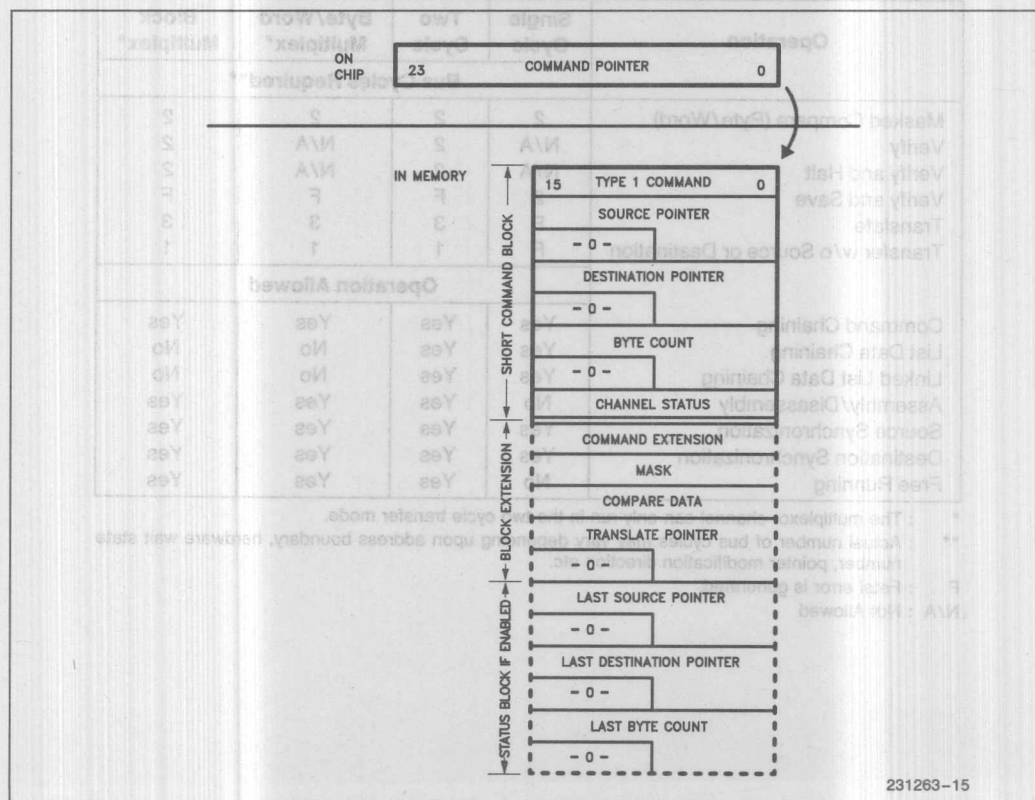 ON CHIP
23 COMMAND POINTER 0
IN MEMORY
SHORT COMMAND BLOCK
15 TYPE 1 COMMAND 0
SOURCE POINTER
- 0 -
DESTINATION POINTER
- 0 -
BYTE COUNT
- 0 -
CHANNEL STATUS
BLOCK EXTENSION
COMMAND EXTENSION
MASK
COMPARE DATA
TRANSLATE POINTER
- 0 -
STATUS BLOCK IF ENABLED
LAST SOURCE POINTER
- 0 -
LAST DESTINATION POINTER
- 0 -
LAST BYTE COUNT
- 0 -
231263-15